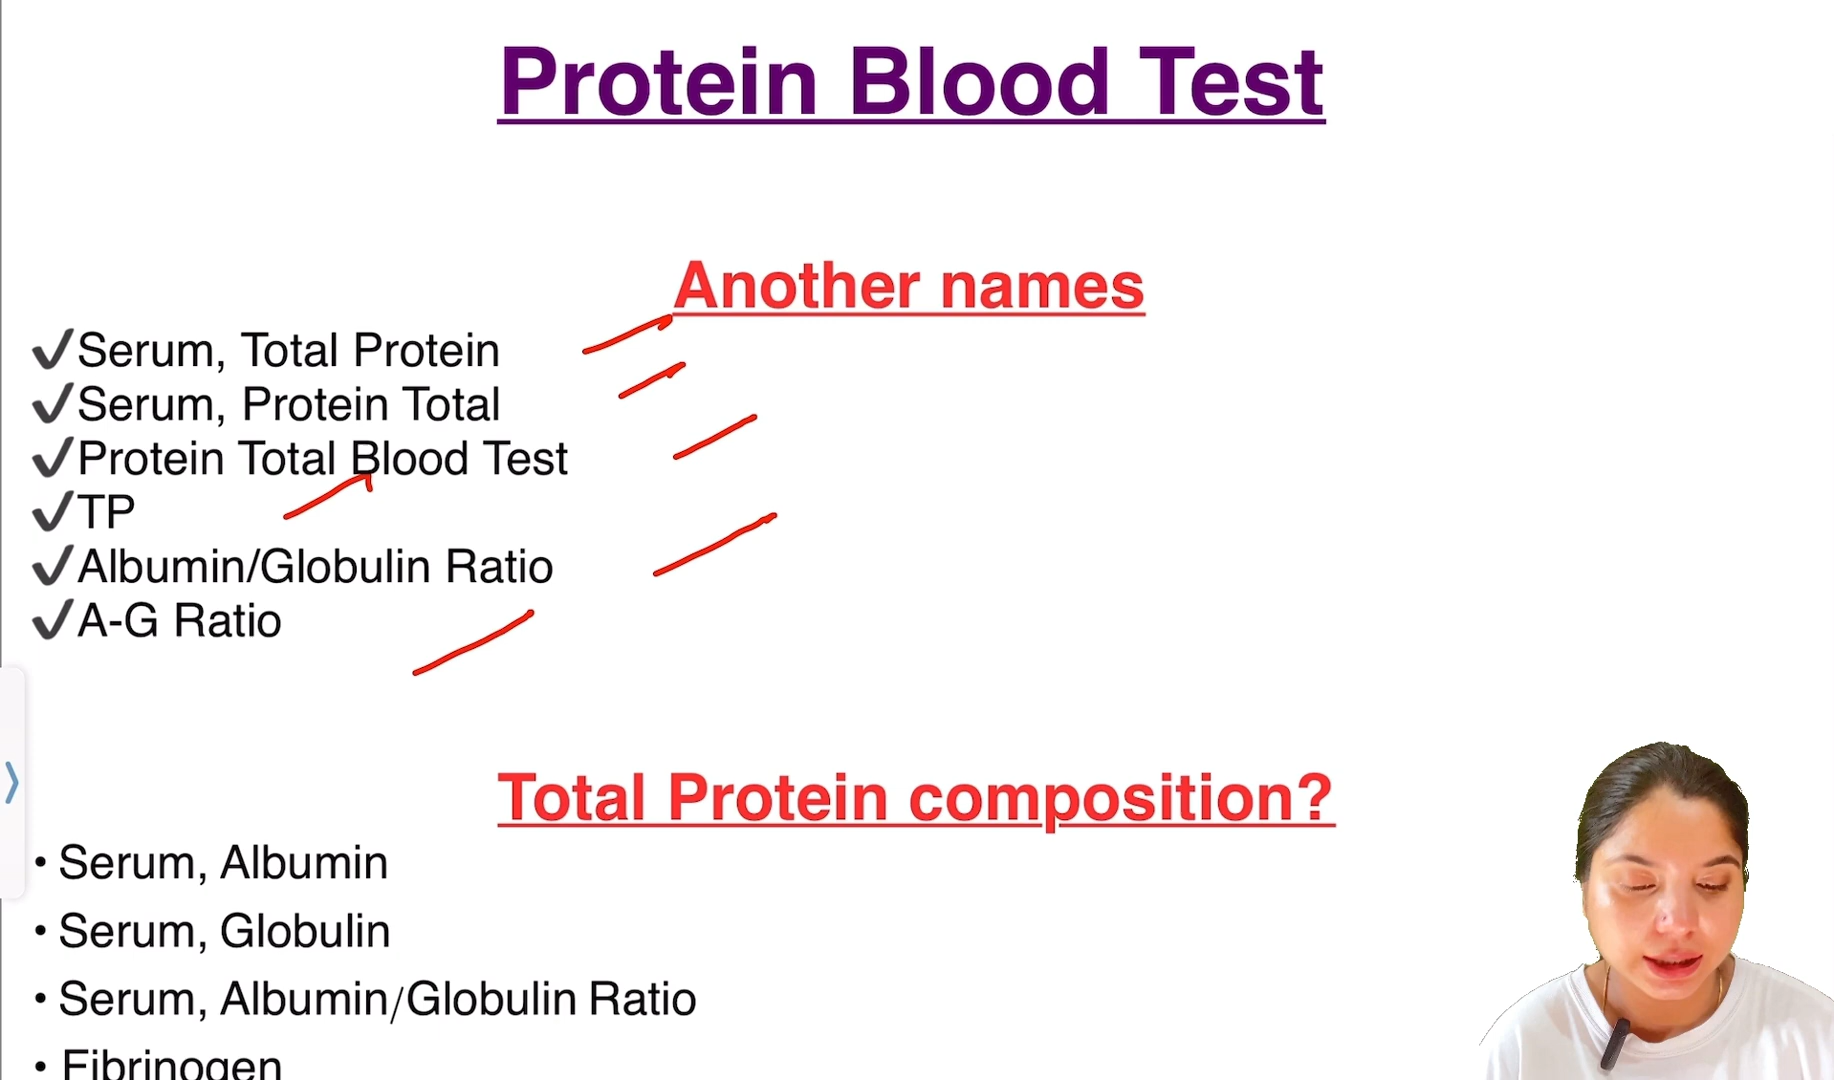 Protein Blood Test
Another names
✓Serum, Total Protein
✓Serum, Protein Total
✓Protein Total Blood Test
✓TP
✓Albumin/Globulin Ratio
✓A-G Ratio
Total Protein composition?
• Serum, Albumin
• Serum, Globulin
• Serum, Albumin/Globulin Ratio
• Fibrinogen